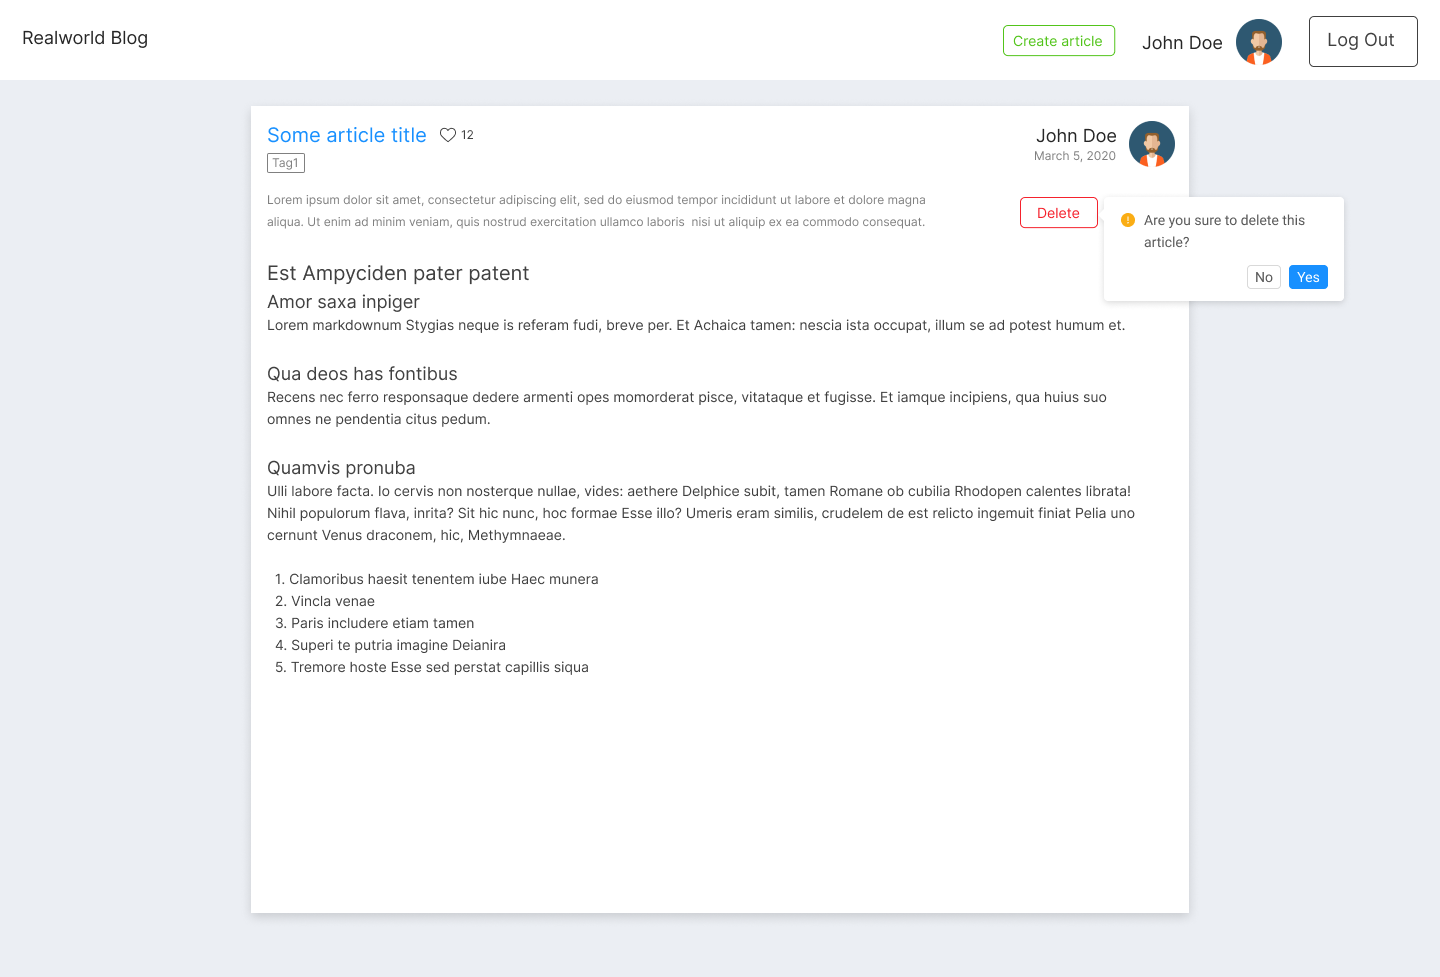 Realworld Blog
Create article
John Doe
Log Out
Some article title
12
Tag1
John Doe
March 5, 2020
Lorem ipsum dolor sit amet, consectetur adipiscing elit, sed do eiusmod tempor incididunt ut labore et dolore magna
aliqua. Ut enim ad minim veniam, quis nostrud exercitation ullamco laboris  nisi ut aliquip ex ea commodo consequat.
Delete
Are you sure to delete this
article?
No
Yes
Est Ampyciden pater patent
Amor saxa inpiger
Lorem markdownum Stygias neque is referam fudi, breve per. Et Achaica tamen: nescia ista occupat, illum se ad potest humum et.
Qua deos has fontibus
Recens nec ferro responsaque dedere armenti opes momorderat pisce, vitataque et fugisse. Et iamque incipiens, qua huius suo
omnes ne pendentia citus pedum.
Quamvis pronuba
Ulli labore facta. Io cervis non nosterque nullae, vides: aethere Delphice subit, tamen Romane ob cubilia Rhodopen calentes librata!
Nihil populorum flava, inrita? Sit hic nunc, hoc formae Esse illo? Umeris eram similis, crudelem de est relicto ingemuit finiat Pelia uno
cernunt Venus draconem, hic, Methymnaeae.
1. Clamoribus haesit tenentem iube Haec munera
2. Vincla venae
3. Paris includere etiam tamen
4. Superi te putria imagine Deianira
5. Tremore hoste Esse sed perstat capillis siqua